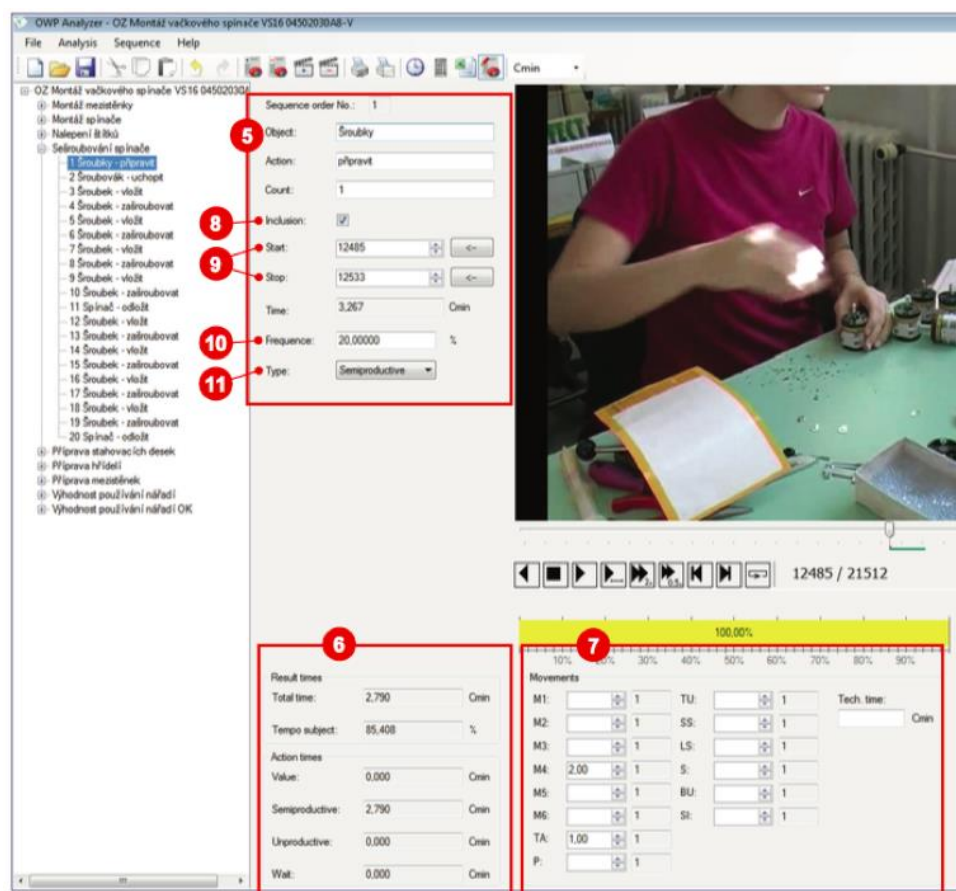 OWP Analyzer - OZ Montáž vačkového spínače VS16 04502030A8-V
File Analysis Sequence Help
Cmin
OZ Montáž vačkového spínače VS16 04502030A
Montáž mezistěnky
Montáž spínače
Nalepení štítků
Sešroubování spínače
1 Šroubky - připravit
2 Šroubovák - uchopit
3 Šroubek - vložit
4 Šroubek - zašroubovat
5 Šroubek - vložit
6 Šroubek - zašroubovat
7 Šroubek - vložit
8 Šroubek - zašroubovat
9 Šroubek - vložit
10 Šroubek - zašroubovat
11 Spínač - odložit
12 Šroubek - vložit
13 Šroubek - zašroubovat
14 Šroubek - vložit
15 Šroubek - zašroubovat
16 Šroubek - vložit
17 Šroubek - zašroubovat
18 Šroubek - vložit
19 Šroubek - zašroubovat
20 Spínač - odložit
Příprava stahovacích desek
Příprava hřídelí
Příprava mezistěnek
Výhodnost používání nářadí
Výhodnost používání nářadí OK
Sequence order No.: 1
5
Object: Šroubky
Action: připravit
Count: 1
8 Inclusion:
9 Start: 12485 <-
Stop: 12533 <-
Time: 3,267 Cmin
10 Frequence: 20,00000 %
11 Type: Semiproductive
2x 0.5x 12485 / 21512
100,00%
10% 20% 30% 40% 50% 60% 70% 80% 90%
6
Result times
Total time: 2,790 Cmin
Tempo subject: 85,408 %
Action times
Value: 0,000 Cmin
Semiproductive: 2,790 Cmin
Unproductive: 0,000 Cmin
Wait: 0,000 Cmin
7
Movements
M1: 1 TU: 1 Tech. time:
M2: 1 SS: 1 Cmin
M3: 1 LS: 1
M4: 2,00 1 S: 1
M5: 1 BU: 1
M6: 1 SI: 1
TA: 1,00 1
P: 1